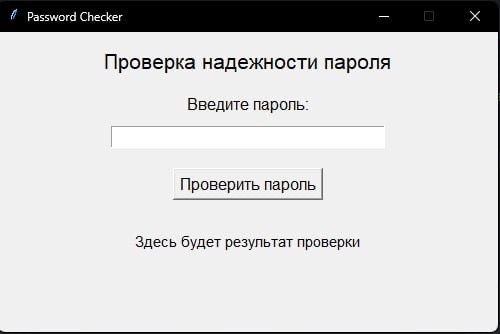 Password Checker
Проверка надежности пароля
Введите пароль:
Проверить пароль
Здесь будет результат проверки